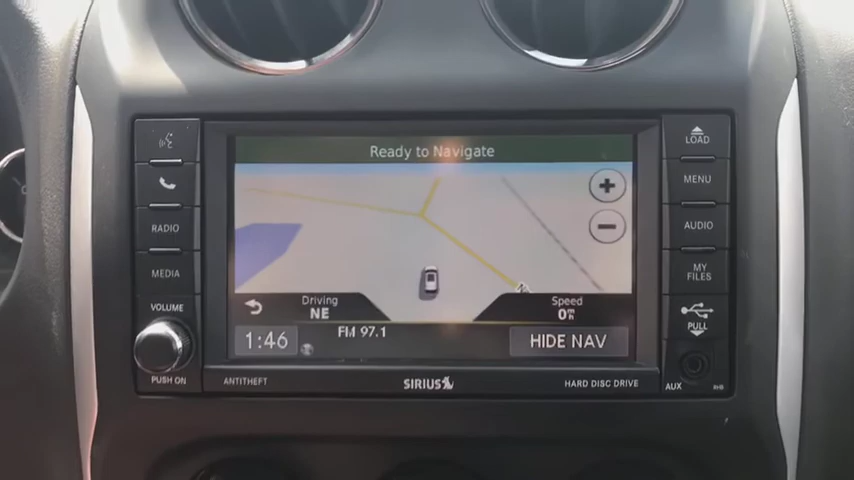 Ready to Navigate
LOAD
MENU
RADIO
AUDIO
MEDIA
MY
FILES
Driving
NE
Speed
0 m/h
VOLUME
1:46
FM 97.1
HIDE NAV
PULL
PUSH ON
ANTITHEFT
SIRIUS
HARD DISC DRIVE
AUX
RHB